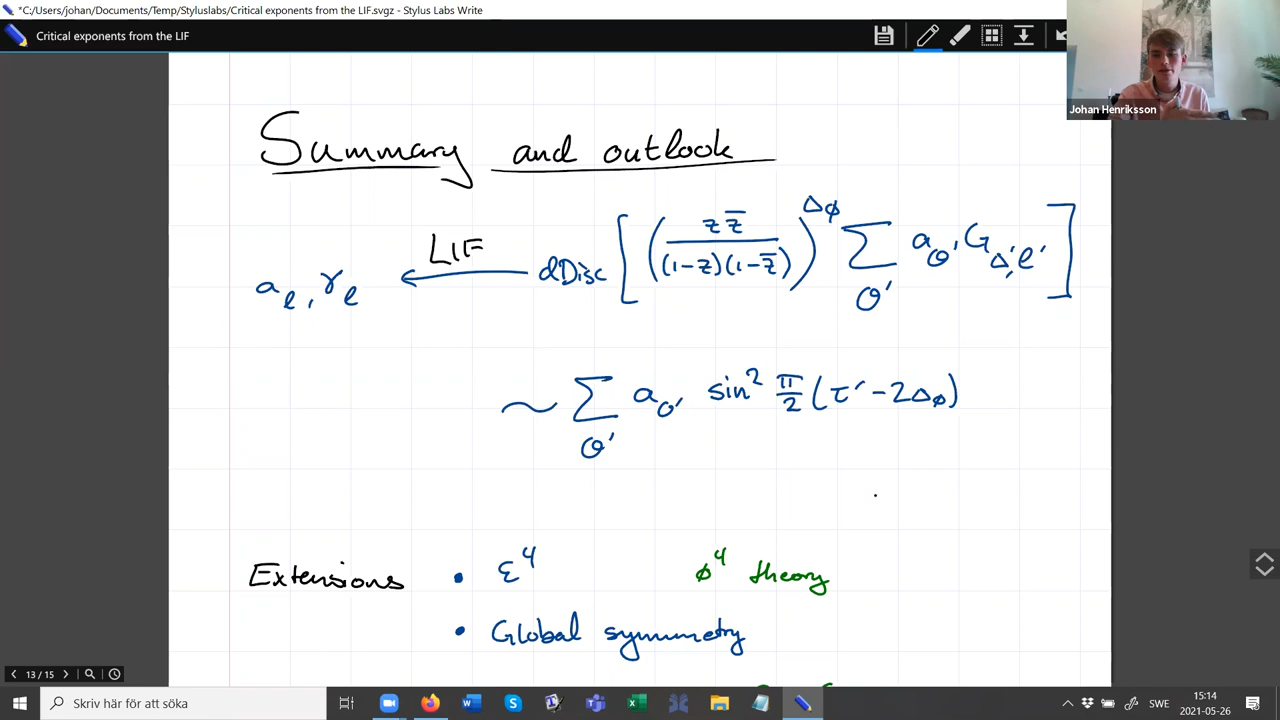 *C:/Users/johan/Documents/Temp/Styluslabs/Critical exponents from the LIF.svgz - Stylus Labs Write
Critical exponents from the LIF
Johan Henriksson
Summary and outlook
a_ℓ, γ_ℓ ← LIF dDisc [ ( z z̄ / (1-z)(1-z̄) )^Δφ Σ_O' a_O' G_Δ',ℓ' ]
~ Σ_O' a_O' sin² π/2 (τ' - 2Δφ)
Extensions • ε⁴ φ⁴ theory
• Global symmetry
13 / 15
Skriv här för att söka
SWE
15:14
2021-05-26